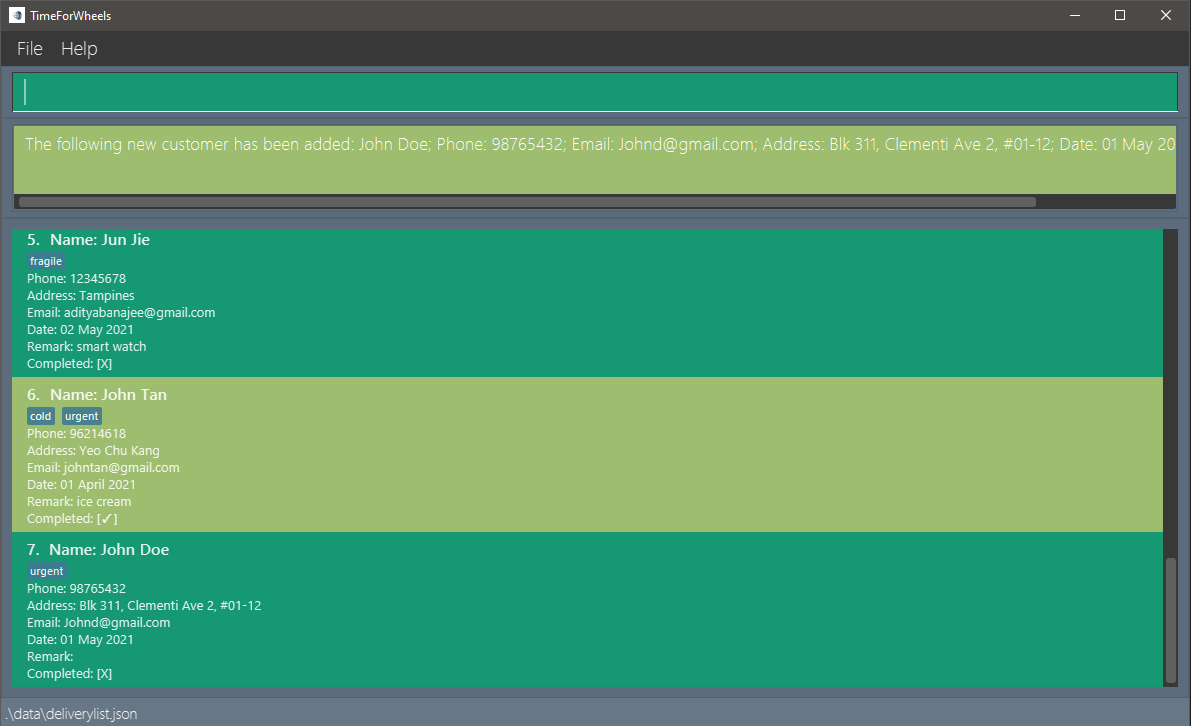 TimeForWheels
File Help
The following new customer has been added: John Doe; Phone: 98765432; Email: Johnd@gmail.com; Address: Blk 311, Clementi Ave 2, #01-12; Date: 01 May 20
5. Name: Jun Jie
fragile
Phone: 12345678
Address: Tampines
Email: adityabanajee@gmail.com
Date: 02 May 2021
Remark: smart watch
Completed: [X]
6. Name: John Tan
cold urgent
Phone: 96214618
Address: Yeo Chu Kang
Email: johntan@gmail.com
Date: 01 April 2021
Remark: ice cream
Completed: [✓]
7. Name: John Doe
urgent
Phone: 98765432
Address: Blk 311, Clementi Ave 2, #01-12
Email: Johnd@gmail.com
Date: 01 May 2021
Remark:
Completed: [X]
.\data\deliverylist.json